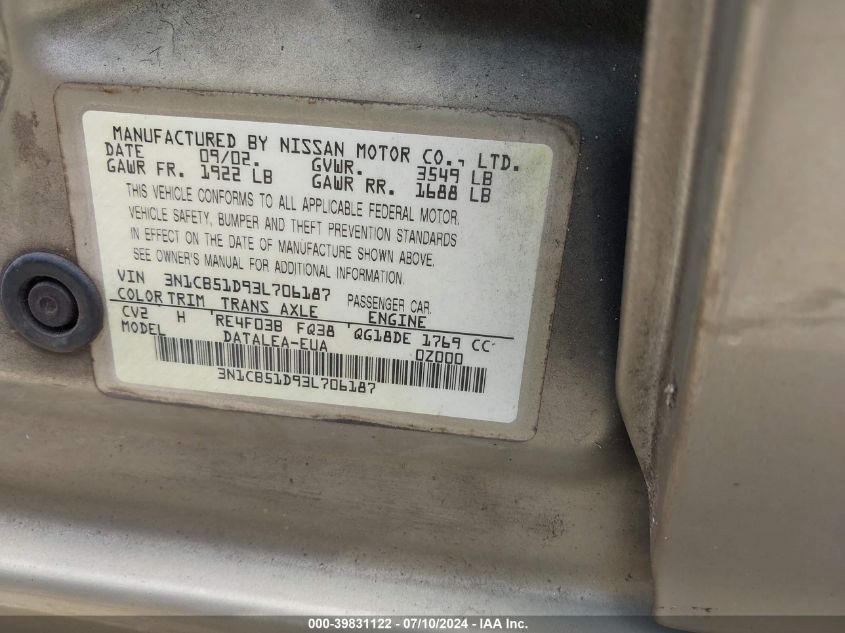 MANUFACTURED BY NISSAN MOTOR CO., LTD.
DATE 09/02. GVWR. 3549 LB
GAWR FR. 1922 LB GAWR RR. 1688 LB
THIS VEHICLE CONFORMS TO ALL APPLICABLE FEDERAL MOTOR.
VEHICLE SAFETY, BUMPER AND THEFT PREVENTION STANDARDS
IN EFFECT ON THE DATE OF MANUFACTURE SHOWN ABOVE.
SEE OWNER'S MANUAL FOR ADDITIONAL INFORMATION.
VIN 3N1CB51D93L706187 PASSENGER CAR.
COLOR TRIM TRANS AXLE ENGINE
CV2 H RE4F03B FQ38 QG18DE 1769 CC
MODEL DATALEA-EUA 0Z000
3N1CB51D93L706187
000-39831122 - 07/10/2024 - IAA Inc.